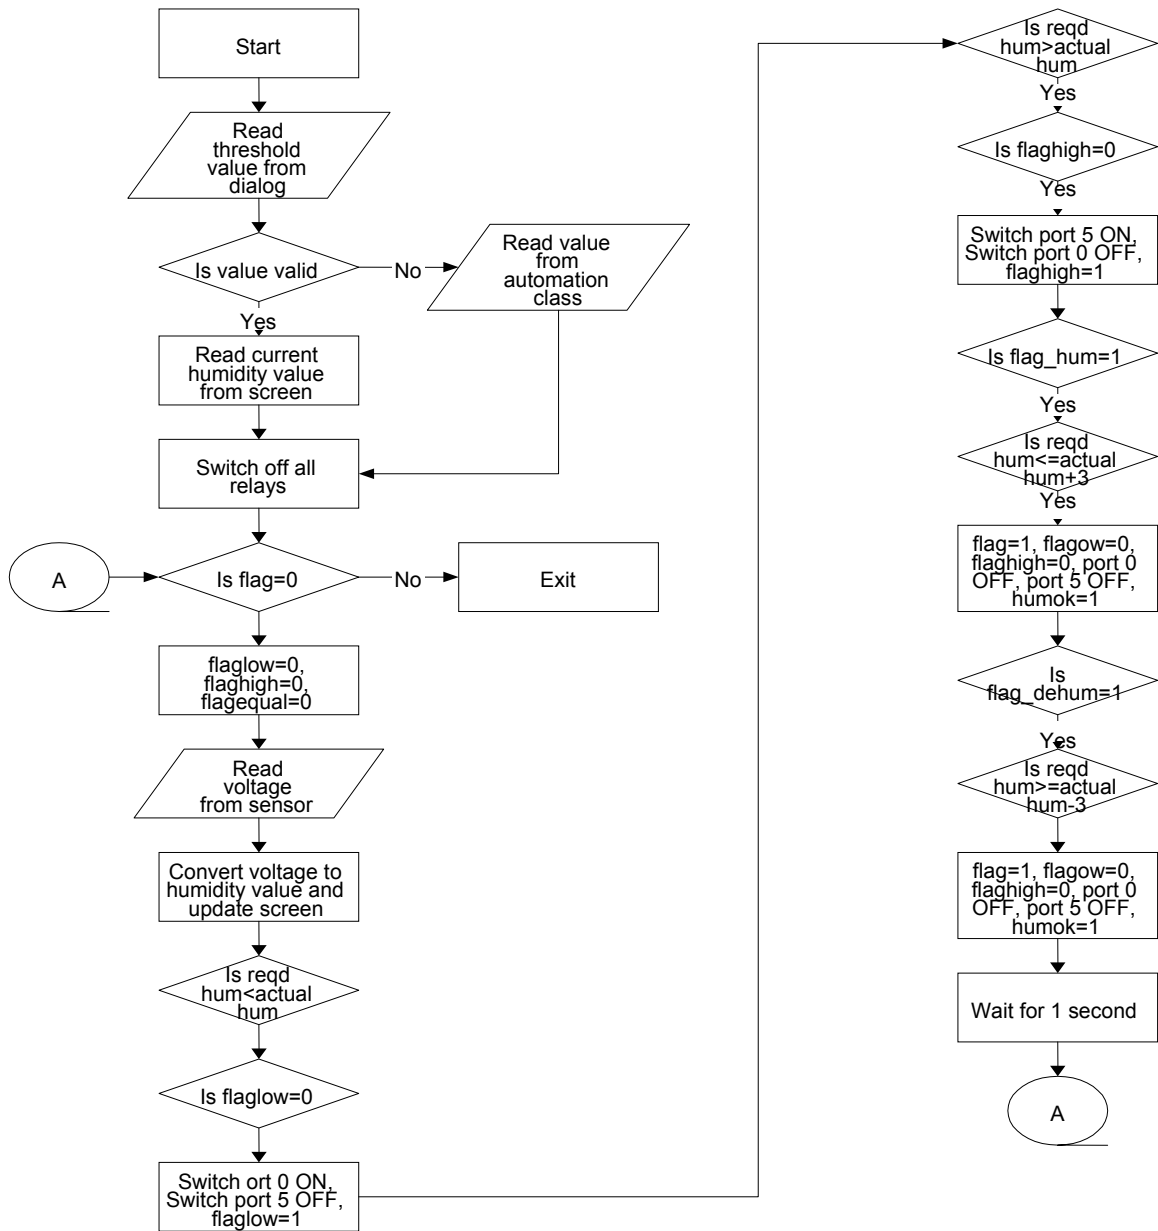 Start
Read
threshold
value from
dialog
Is value valid
No
Read value
from
automation
class
Yes
Read current
humidity value
from screen
Switch off all
relays
A
Is flag=0
No
Exit
flaglow=0,
flaghigh=0,
flagequal=0
Read
voltage
from sensor
Convert voltage to
humidity value and
update screen
Is reqd
hum<actual
hum
Is flaglow=0
Switch ort 0 ON,
Switch port 5 OFF,
flaglow=1
Is reqd
hum>actual
hum
Yes
Is flaghigh=0
Yes
Switch port 5 ON,
Switch port 0 OFF,
flaghigh=1
Is flag_hum=1
Yes
Is reqd
hum<=actual
hum+3
Yes
flag=1, flagow=0,
flaghigh=0, port 0
OFF, port 5 OFF,
humok=1
Is
flag_dehum=1
Yes
Is reqd
hum>=actual
hum-3
flag=1, flagow=0,
flaghigh=0, port 0
OFF, port 5 OFF,
humok=1
Wait for 1 second
A